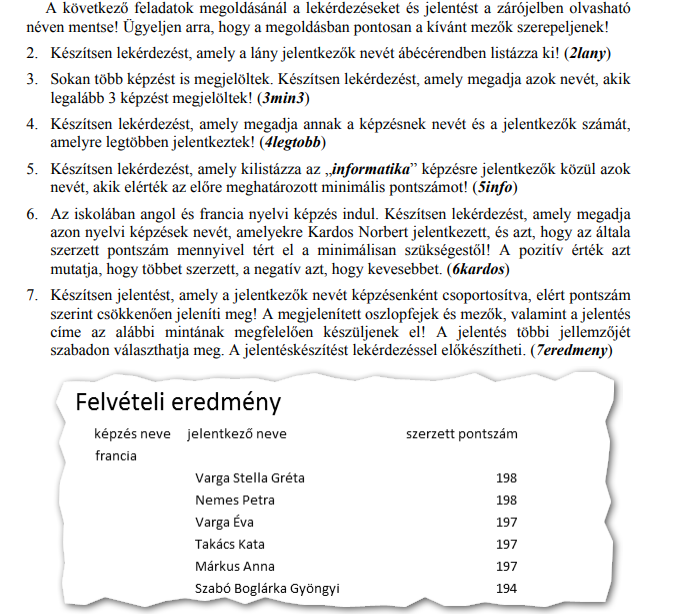 A következő feladatok megoldásánál a lekérdezéseket és jelentést a zárójelben olvasható
néven mentse! Ügyeljen arra, hogy a megoldásban pontosan a kívánt mezők szerepeljenek!
2. Készítsen lekérdezést, amely a lány jelentkezők nevét ábécérendben listázza ki! (2lany)
3. Sokan több képzést is megjelöltek. Készítsen lekérdezést, amely megadja azok nevét, akik
legalább 3 képzést megjelöltek! (3min3)
4. Készítsen lekérdezést, amely megadja annak a képzésnek nevét és a jelentkezők számát,
amelyre legtöbben jelentkeztek! (4legtobb)
5. Készítsen lekérdezést, amely kilistázza az „informatika” képzésre jelentkezők közül azok
nevét, akik elérték az előre meghatározott minimális pontszámot! (5info)
6. Az iskolában angol és francia nyelvi képzés indul. Készítsen lekérdezést, amely megadja
azon nyelvi képzések nevét, amelyekre Kardos Norbert jelentkezett, és azt, hogy az általa
szerzett pontszám mennyivel tért el a minimálisan szükségestől! A pozitív érték azt
mutatja, hogy többet szerzett, a negatív azt, hogy kevesebbet. (6kardos)
7. Készítsen jelentést, amely a jelentkezők nevét képzésenként csoportosítva, elért pontszám
szerint csökkenően jeleníti meg! A megjelenített oszlopfejek és mezők, valamint a jelentés
címe az alábbi mintának megfelelően készüljenek el! A jelentés többi jellemzőjét
szabadon választhatja meg. A jelentéskészítést lekérdezéssel előkészítheti. (7eredmeny)
Felvételi eredmény
képzés neve jelentkező neve szerzett pontszám
francia
Varga Stella Gréta 198
Nemes Petra 198
Varga Éva 197
Takács Kata 197
Márkus Anna 197
Szabó Boglárka Gyöngyi 194